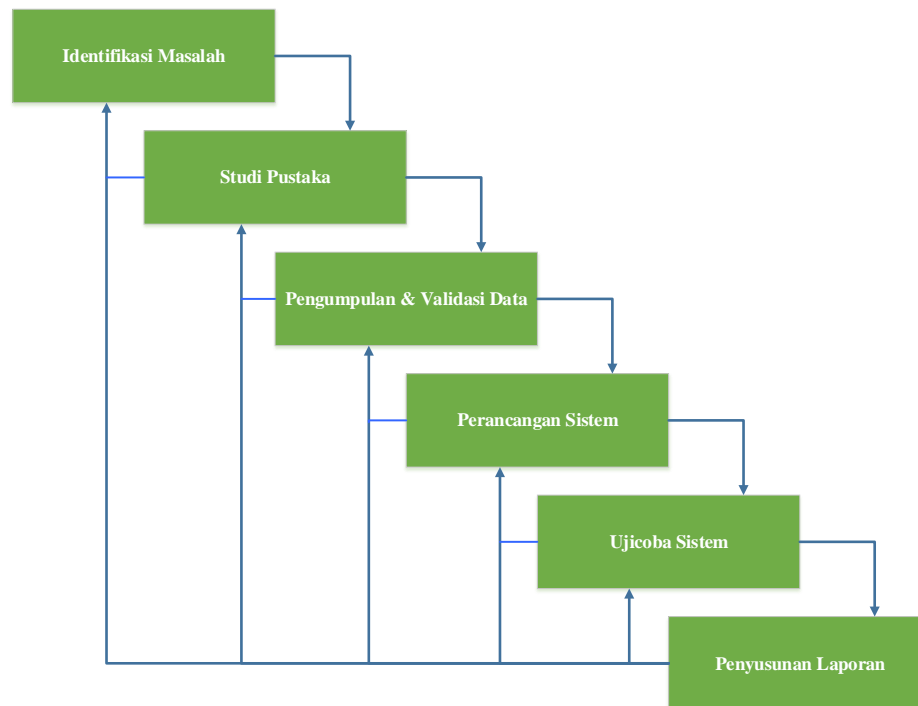 Identifikasi Masalah
Studi Pustaka
Pengumpulan & Validasi Data
Perancangan Sistem
Ujicoba Sistem
Penyusunan Laporan